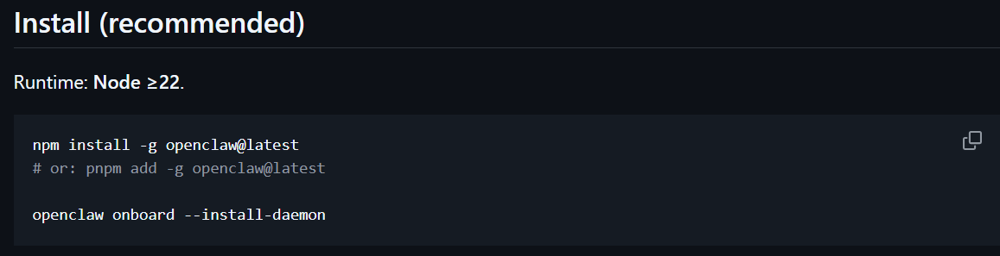 Install (recommended)
Runtime: Node ≥22.
npm install -g openclaw@latest
# or: pnpm add -g openclaw@latest
openclaw onboard --install-daemon